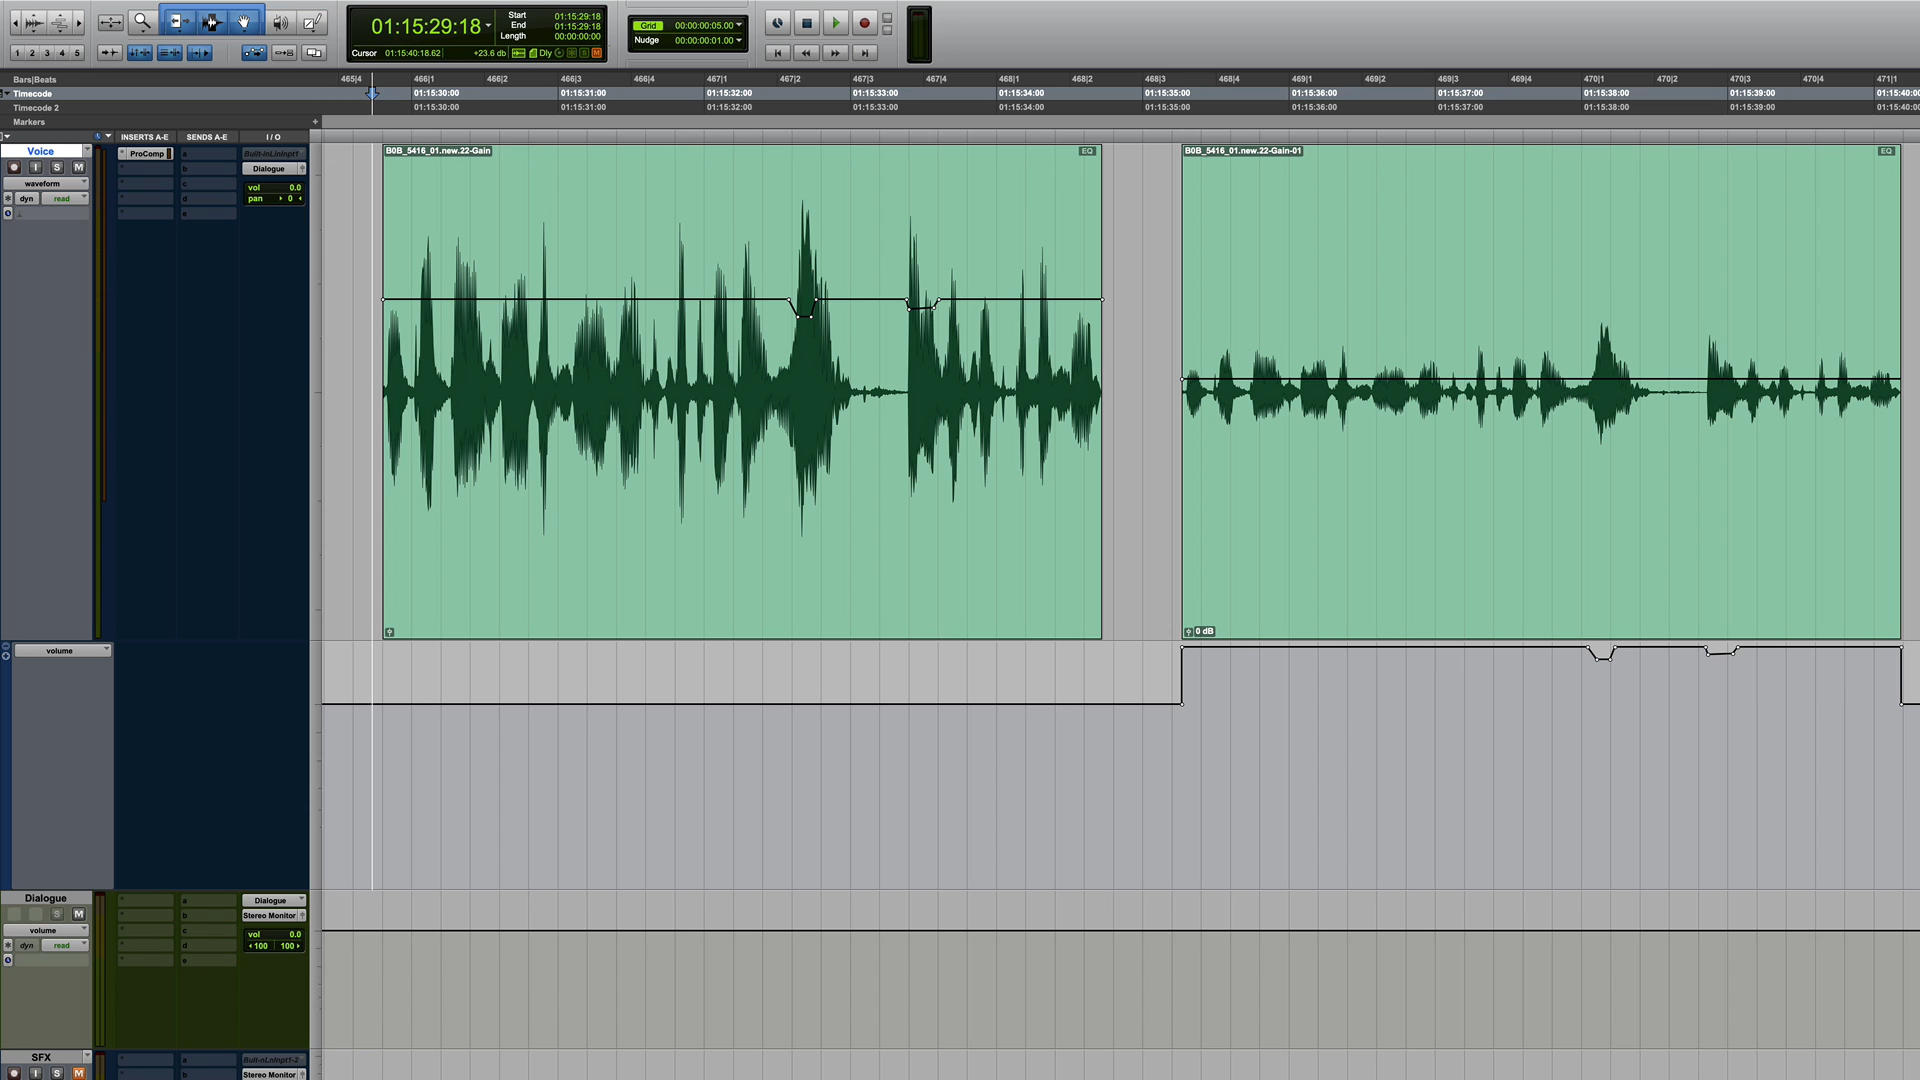 01:15:29:18
Start 01:15:29:18
End 01:15:29:18
Length 00:00:00:00
Cursor 01:15:40:18.62 +23.6 db Dly S M
Grid 00:00:00:05.00
Nudge 00:00:00:01.00
1 2 3 4 5
Bars|Beats 465|4 466|1 466|2 466|3 466|4 467|1 467|2 467|3 467|4 468|1 468|2 468|3 468|4 469|1 469|2 469|3 469|4 470|1 470|2 470|3 470|4 471|1
Timecode 01:15:30:00 01:15:31:00 01:15:32:00 01:15:33:00 01:15:34:00 01:15:35:00 01:15:36:00 01:15:37:00 01:15:38:00 01:15:39:00 01:15:40:00
Timecode 2 01:15:30:00 01:15:31:00 01:15:32:00 01:15:33:00 01:15:34:00 01:15:35:00 01:15:36:00 01:15:37:00 01:15:38:00 01:15:39:00 01:15:40:00
Markers +
INSERTS A-E SENDS A-E I / O
Voice
I S M
waveform
dyn read
ProComp
a
b
c
d
e
Built-InLinInpt1
Dialogue
vol 0.0
pan 0
B0B_5416_01.new.22-Gain EQ
B0B_5416_01.new.22-Gain-01 EQ
0 dB
volume
Dialogue
S M
volume
dyn read
a
b
c
d
e
Dialogue
Stereo Monitor
vol 0.0
100 100
SFX
I S M
a
b
Built-nLnInpt1-2
Stereo Monitor